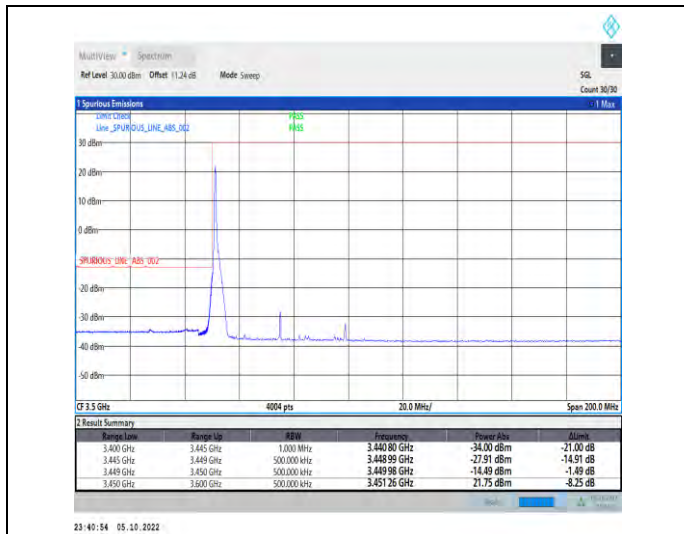 MultiView Spectrum
Ref Level 30.00 dBm Offset 11.24 dB Mode Sweep SGL
Count 30/30
1 Spurious Emissions 1 Max
Limit Check PASS
Line _SPURIOUS_LINE_ABS_002 PASS
30 dBm
20 dBm
10 dBm
0 dBm
_SPURIOUS_LINE_ABS_002
-20 dBm
-30 dBm
-40 dBm
-50 dBm
CF 3.5 GHz 4004 pts 20.0 MHz/ Span 200.0 MHz
2 Result Summary
Range Low Range Up RBW Frequency Power Abs ΔLimit
3.400 GHz 3.445 GHz 1.000 MHz 3.440 80 GHz -34.00 dBm -21.00 dB
3.445 GHz 3.449 GHz 500.000 kHz 3.448 99 GHz -27.91 dBm -14.91 dB
3.449 GHz 3.450 GHz 500.000 kHz 3.449 98 GHz -14.49 dBm -1.49 dB
3.450 GHz 3.600 GHz 500.000 kHz 3.451 26 GHz 21.75 dBm -8.25 dB
23:40:54 05.10.2022